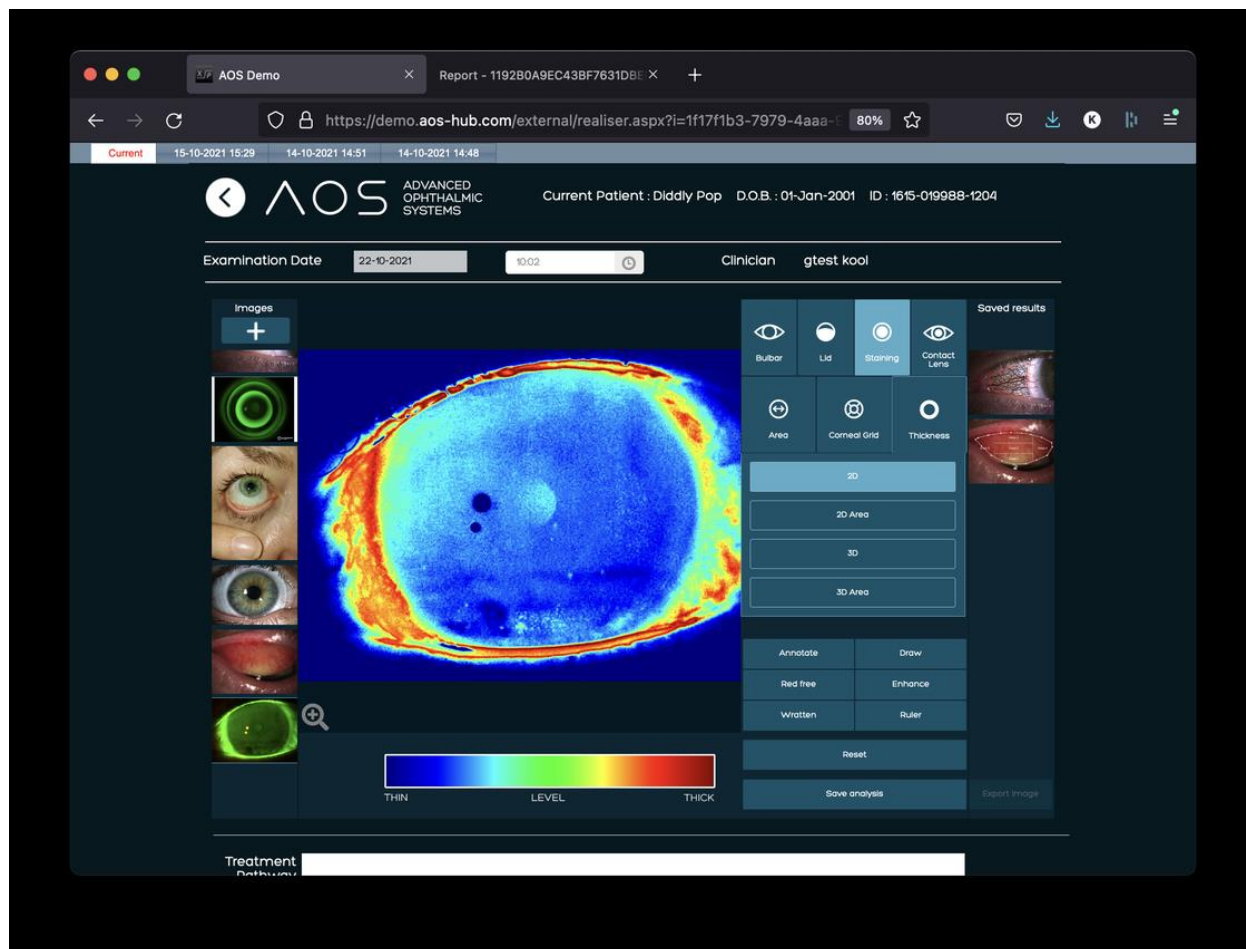 AOS Demo
Report - 1192B0A9EC43BF7631DBE
https://demo.aos-hub.com/external/realiser.aspx?i=1f17f1b3-7979-4aaa-9
80%
K
Current 15-10-2021 15:29 14-10-2021 14:51 14-10-2021 14:48
AOS
ADVANCED
OPHTHALMIC
SYSTEMS
Current Patient : Diddly Pop D.O.B. : 01-Jan-2001 ID : 1615-019988-1204
Examination Date 22-10-2021 10:02 Clinician gtest kool
Images
Bulbar Lid Staining Contact
Lens
Saved results
Area Corneal Grid Thickness
2D
2D Area
3D
3D Area
Annotate Draw
Red free Enhance
Wratten Ruler
Reset
Save analysis
Export Image
THIN LEVEL THICK
Treatment
Pathway